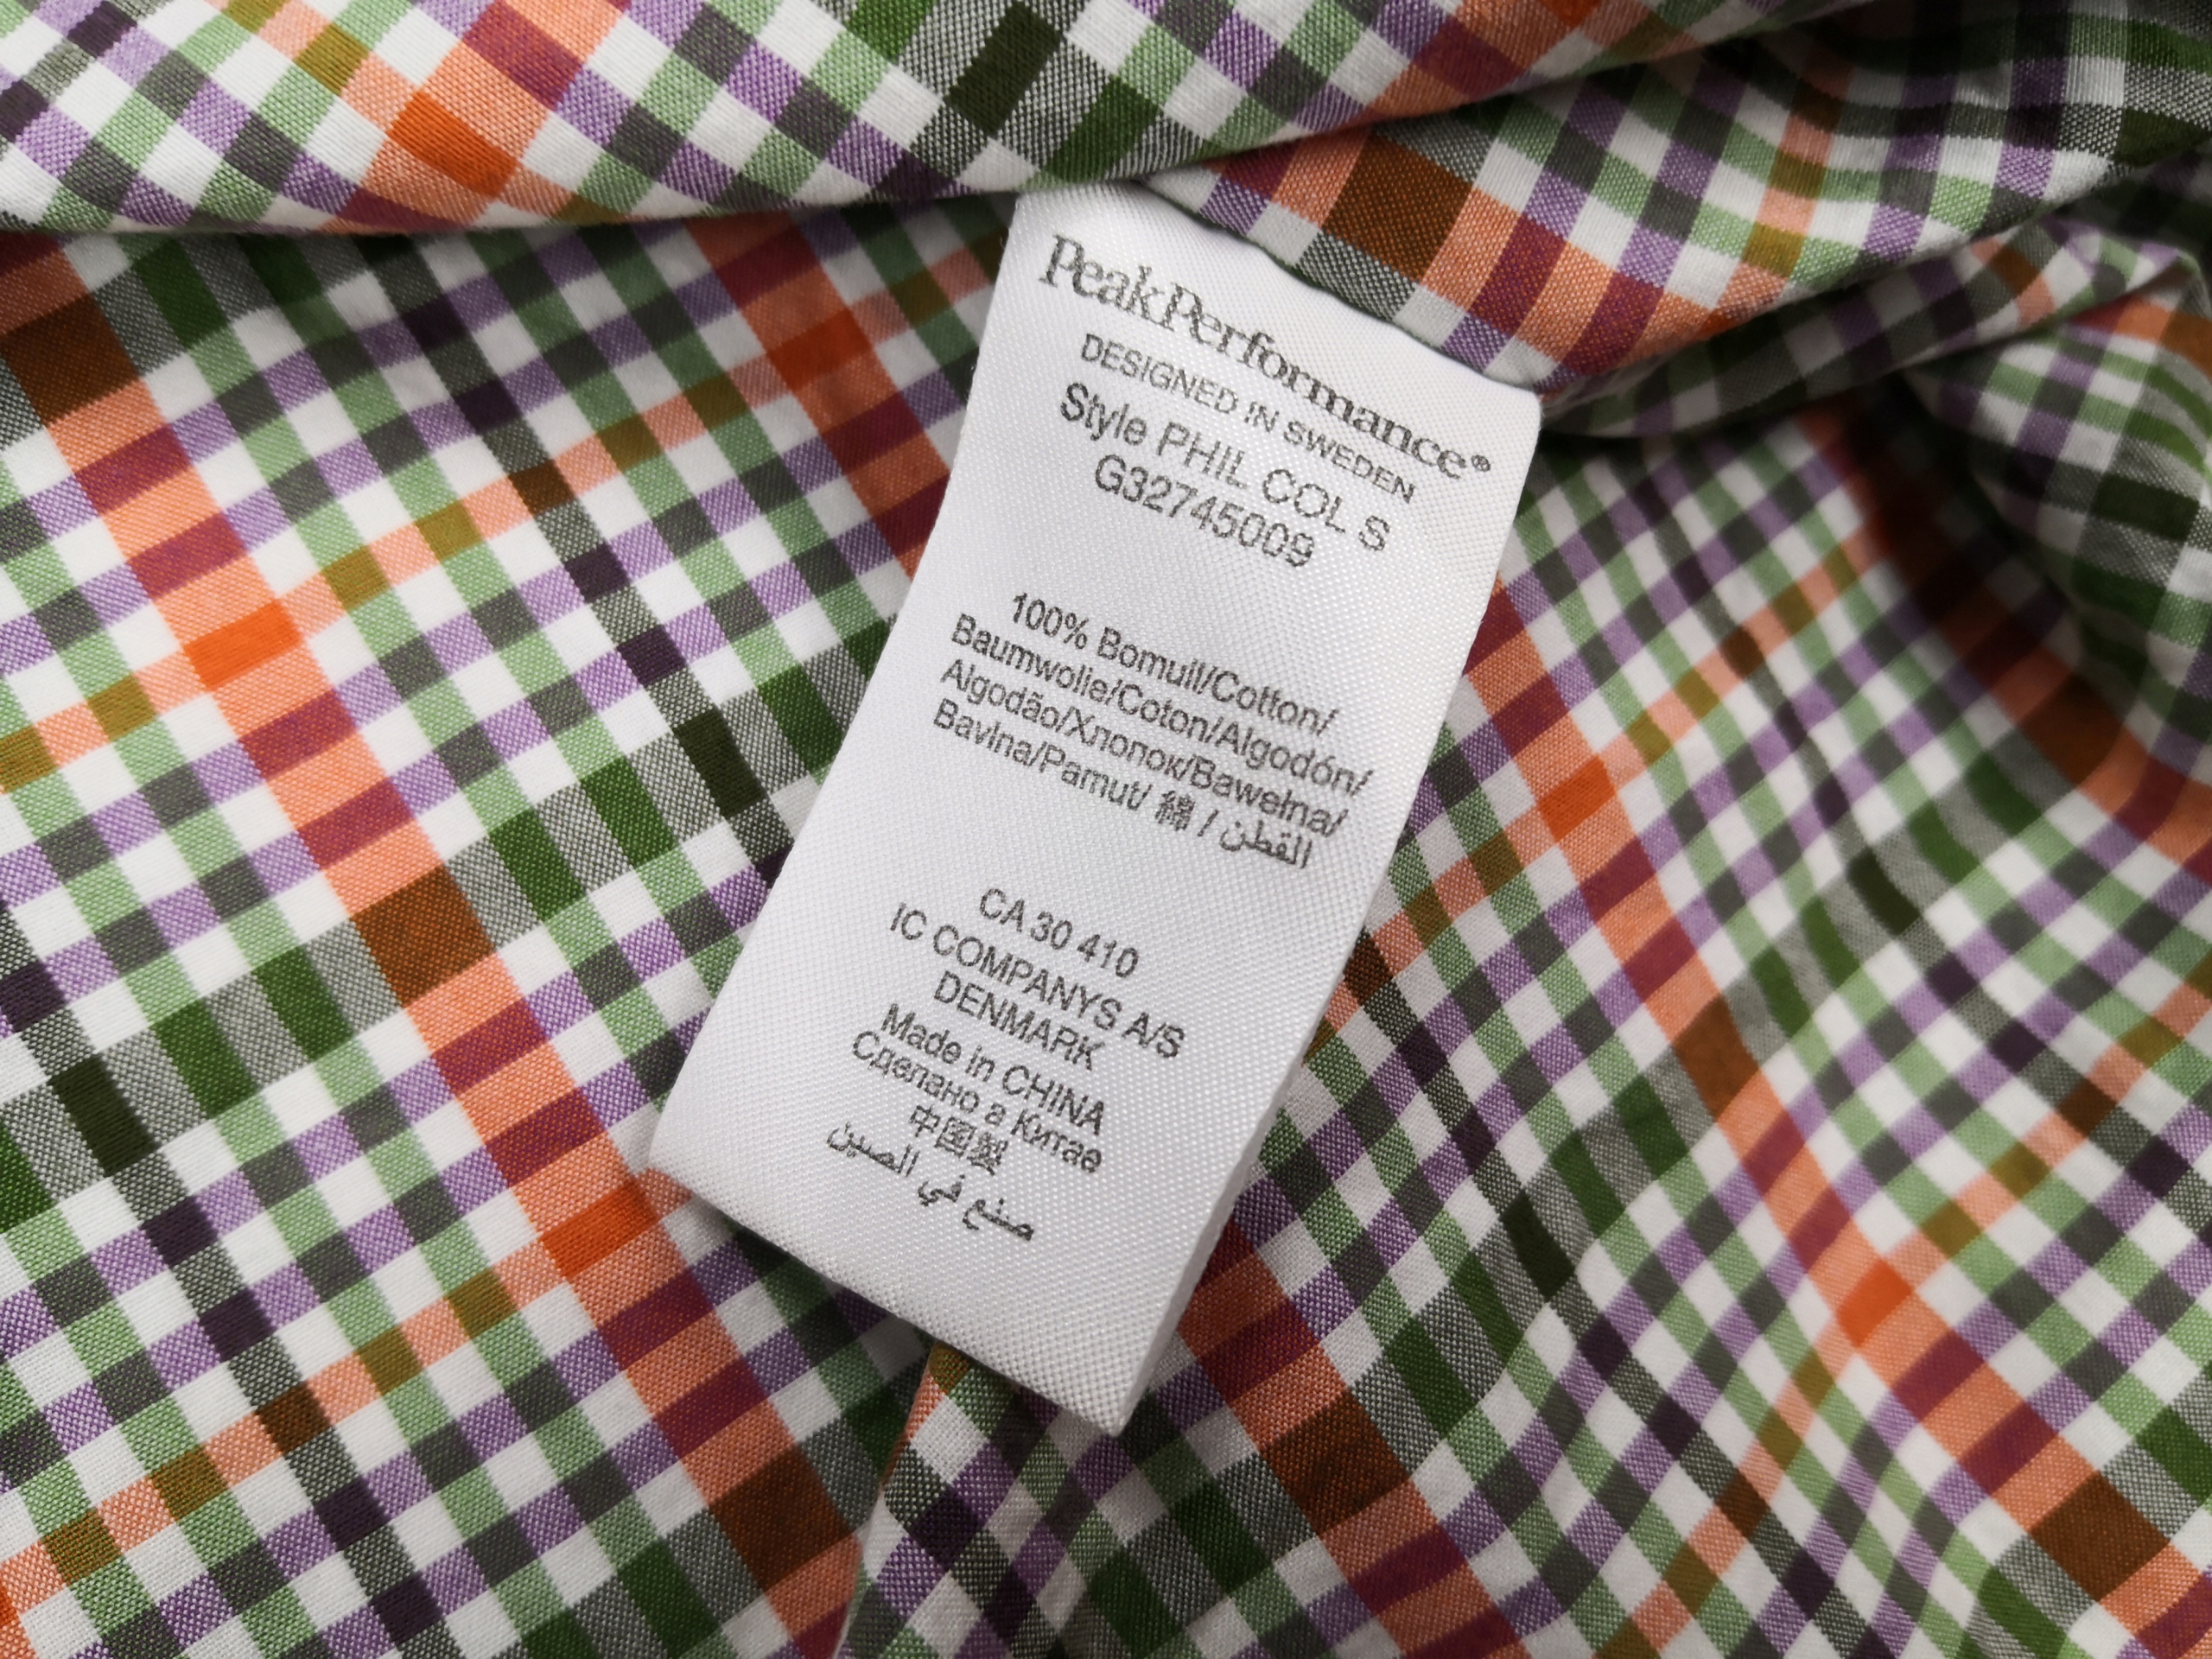 PeakPerformance®
DESIGNED IN SWEDEN
Style PHIL COL S
G32745009
100% Bomull/Cotton/
Baumwolle/Coton/Algodón/
Algodão/Хлопок/Bawełna/
Bavlna/Pamut/ 綿 / القطن
CA 30 410
IC COMPANYS A/S
DENMARK
Made in CHINA
Сделано в Китае
中国製
صنع في الصين